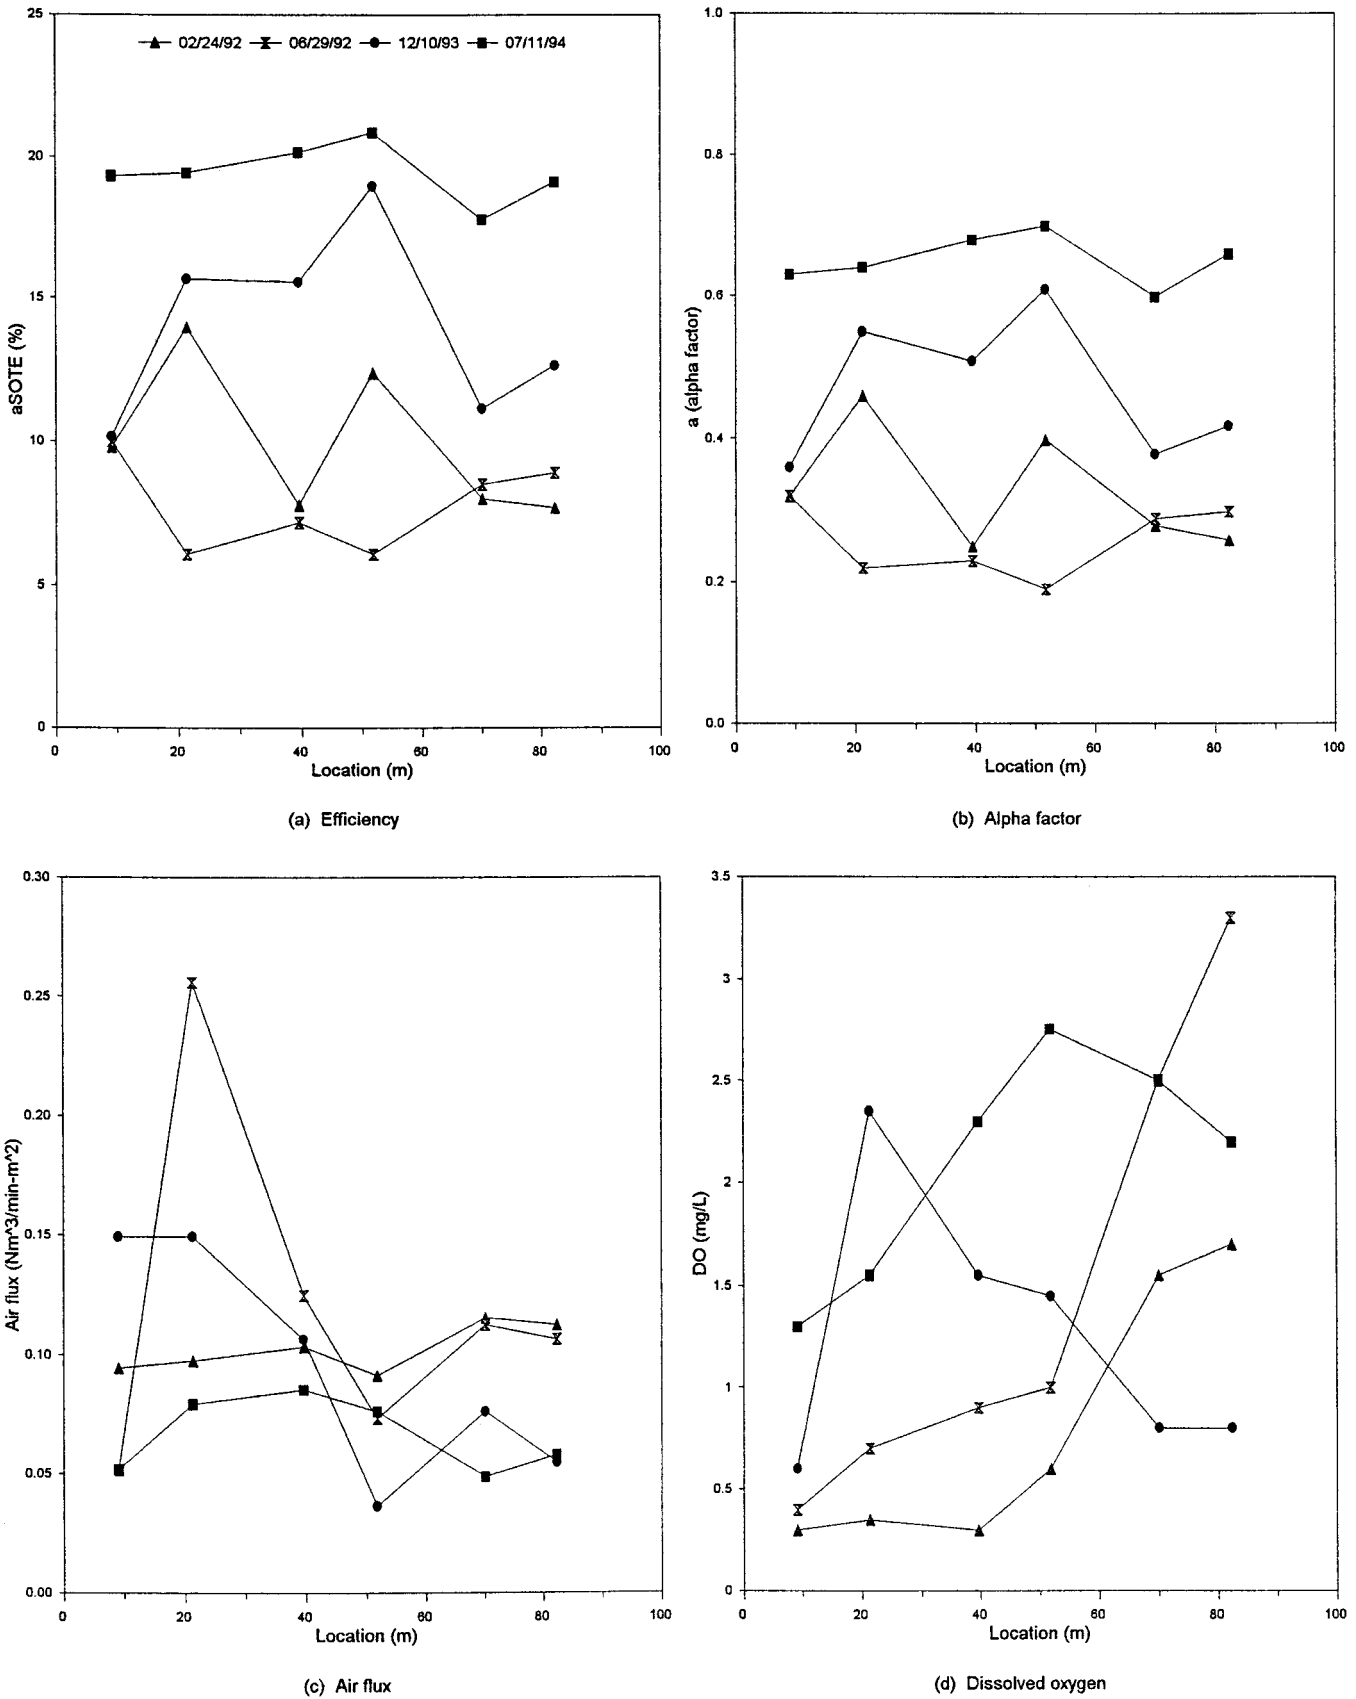 25
20
15
10
5
0
aSOTE (%)
02/24/92 06/29/92 12/10/93 07/11/94
0 20 40 60 80 100
Location (m)
(a) Efficiency
1.0
0.8
0.6
0.4
0.2
0.0
a (alpha factor)
0 20 40 60 80 100
Location (m)
(b) Alpha factor
0.30
0.25
0.20
0.15
0.10
0.05
0.00
Air flux (Nm^3/min-m^2)
0 20 40 60 80 100
Location (m)
(c) Air flux
3.5
3
2.5
2
1.5
1
0.5
0
DO (mg/L)
0 20 40 60 80 100
Location (m)
(d) Dissolved oxygen